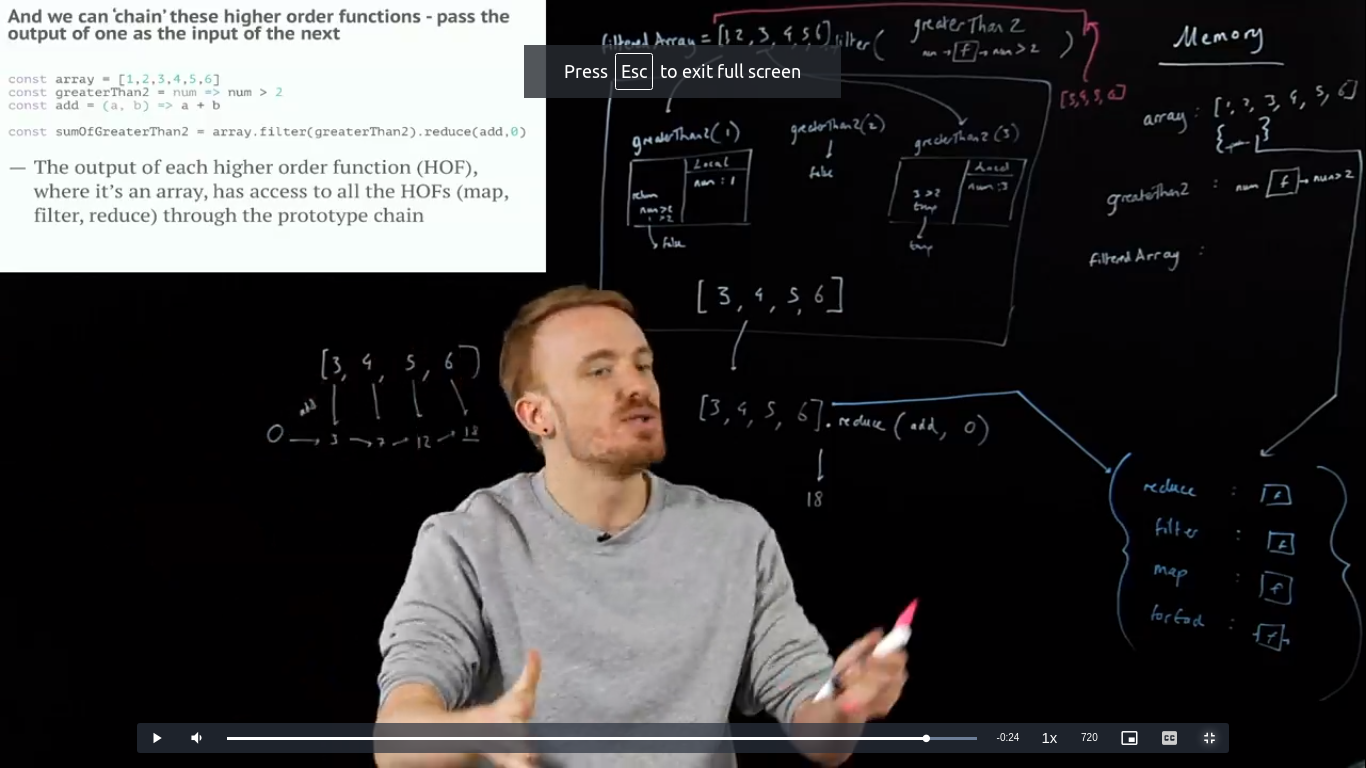 And we can ‘chain’ these higher order functions - pass the
output of one as the input of the next
const array = [1,2,3,4,5,6]
const greaterThan2 = num => num > 2
const add = (a, b) => a + b
const sumOfGreaterThan2 = array.filter(greaterThan2).reduce(add,0)
— The output of each higher order function (HOF),
where it’s an array, has access to all the HOFs (map,
filter, reduce) through the prototype chain
Press Esc to exit full screen
filtered Array = [1 2, 3, 4, 5, 6].filter( greaterThan 2 )
num → f → num > 2
[3,4,5,6]
greaterThan2(1)
Local
num : 1
return
num > 2
false
greaterThan2(2)
false
greaterThan2(3)
Local
num : 3
3 > 2
[3, 4, 5, 6]
[3, 4, 5, 6].reduce(add, 0)
18
[3, 4, 5, 6]
add
0 → 3 → 7 → 12 → 18
Memory
array : [1, 2, 3, 4, 5, 6]
greaterThan2 : num f → num > 2
filtered Array :
reduce : f
filter : f
map : f
forEach : f
-0:24 1x 720 CC